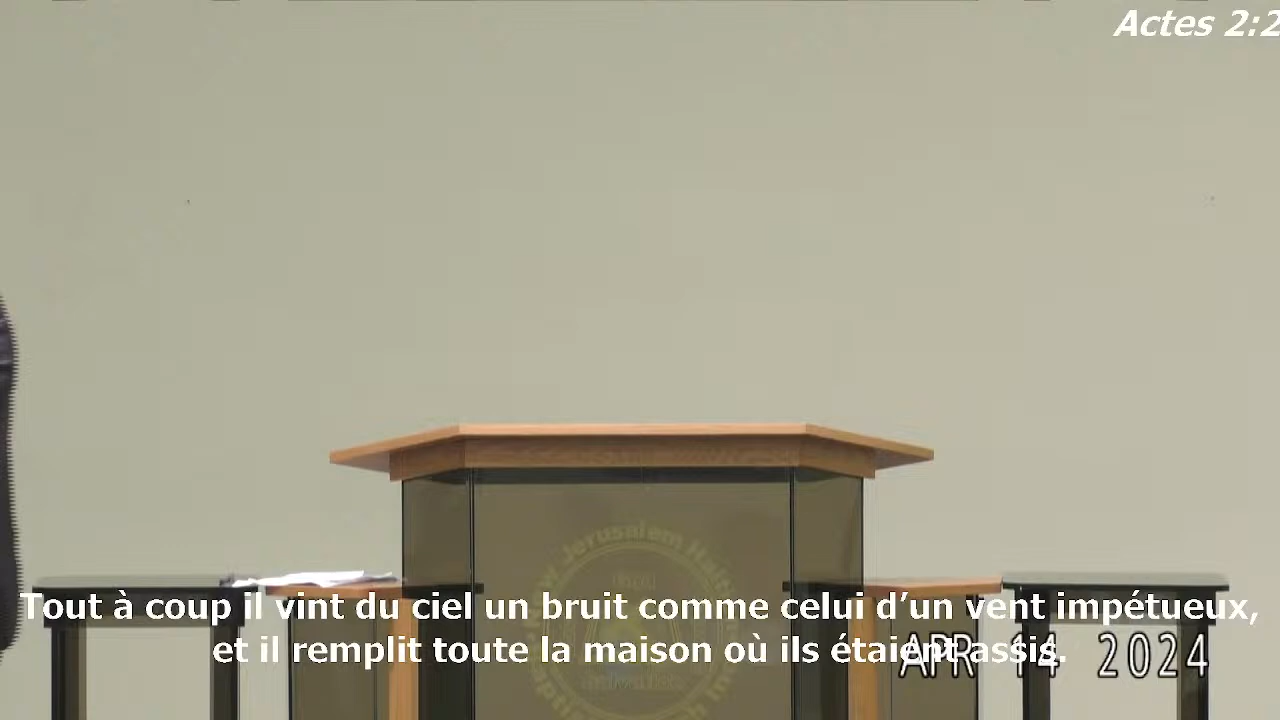 Actes 2:2
Jerusalem
Tout à coup il vint du ciel un bruit comme celui d’un vent impétueux,
et il remplit toute la maison où ils étaient assis.
APR 14 2024